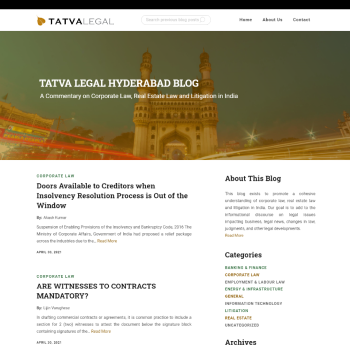 TATVALEGAL
Search previous blog posts
Home
About Us
Contact
TATVA LEGAL HYDERABAD BLOG
A Commentary on Corporate Law, Real Estate Law and Litigation in India
CORPORATE LAW
Doors Available to Creditors when
Insolvency Resolution Process is Out of the
Window
By: Akash Kumar
Suspension of Enabling Provisions of the Insolvency and Bankruptcy Code, 2016 The
Ministry of Corporate Affairs, Government of India had proposed a relief package
across the industries due to the... Read More
APRIL 30, 2021
CORPORATE LAW
ARE WITNESSES TO CONTRACTS
MANDATORY?
By: Lijin Varughese
In drafting commercial contracts or agreements, it is common practice to include a
section for 2 (two) witnesses to attest the document below the signature block
containing signatures of the... Read More
APRIL 20, 2021
About This Blog
This blog exists to promote a cohesive
understanding of corporate law, real estate law
and litigation in India. Our goal is to add to the
informational discourse on legal issues
impacting business, legal news, changes in law,
judgments, and other legal developments.
Read More
Categories
BANKING & FINANCE
CORPORATE LAW
EMPLOYMENT & LABOUR LAW
ENERGY & INFRASTRUCTURE
GENERAL
INFORMATION TECHNOLOGY
LITIGATION
REAL ESTATE
UNCATEGORIZED
Archives